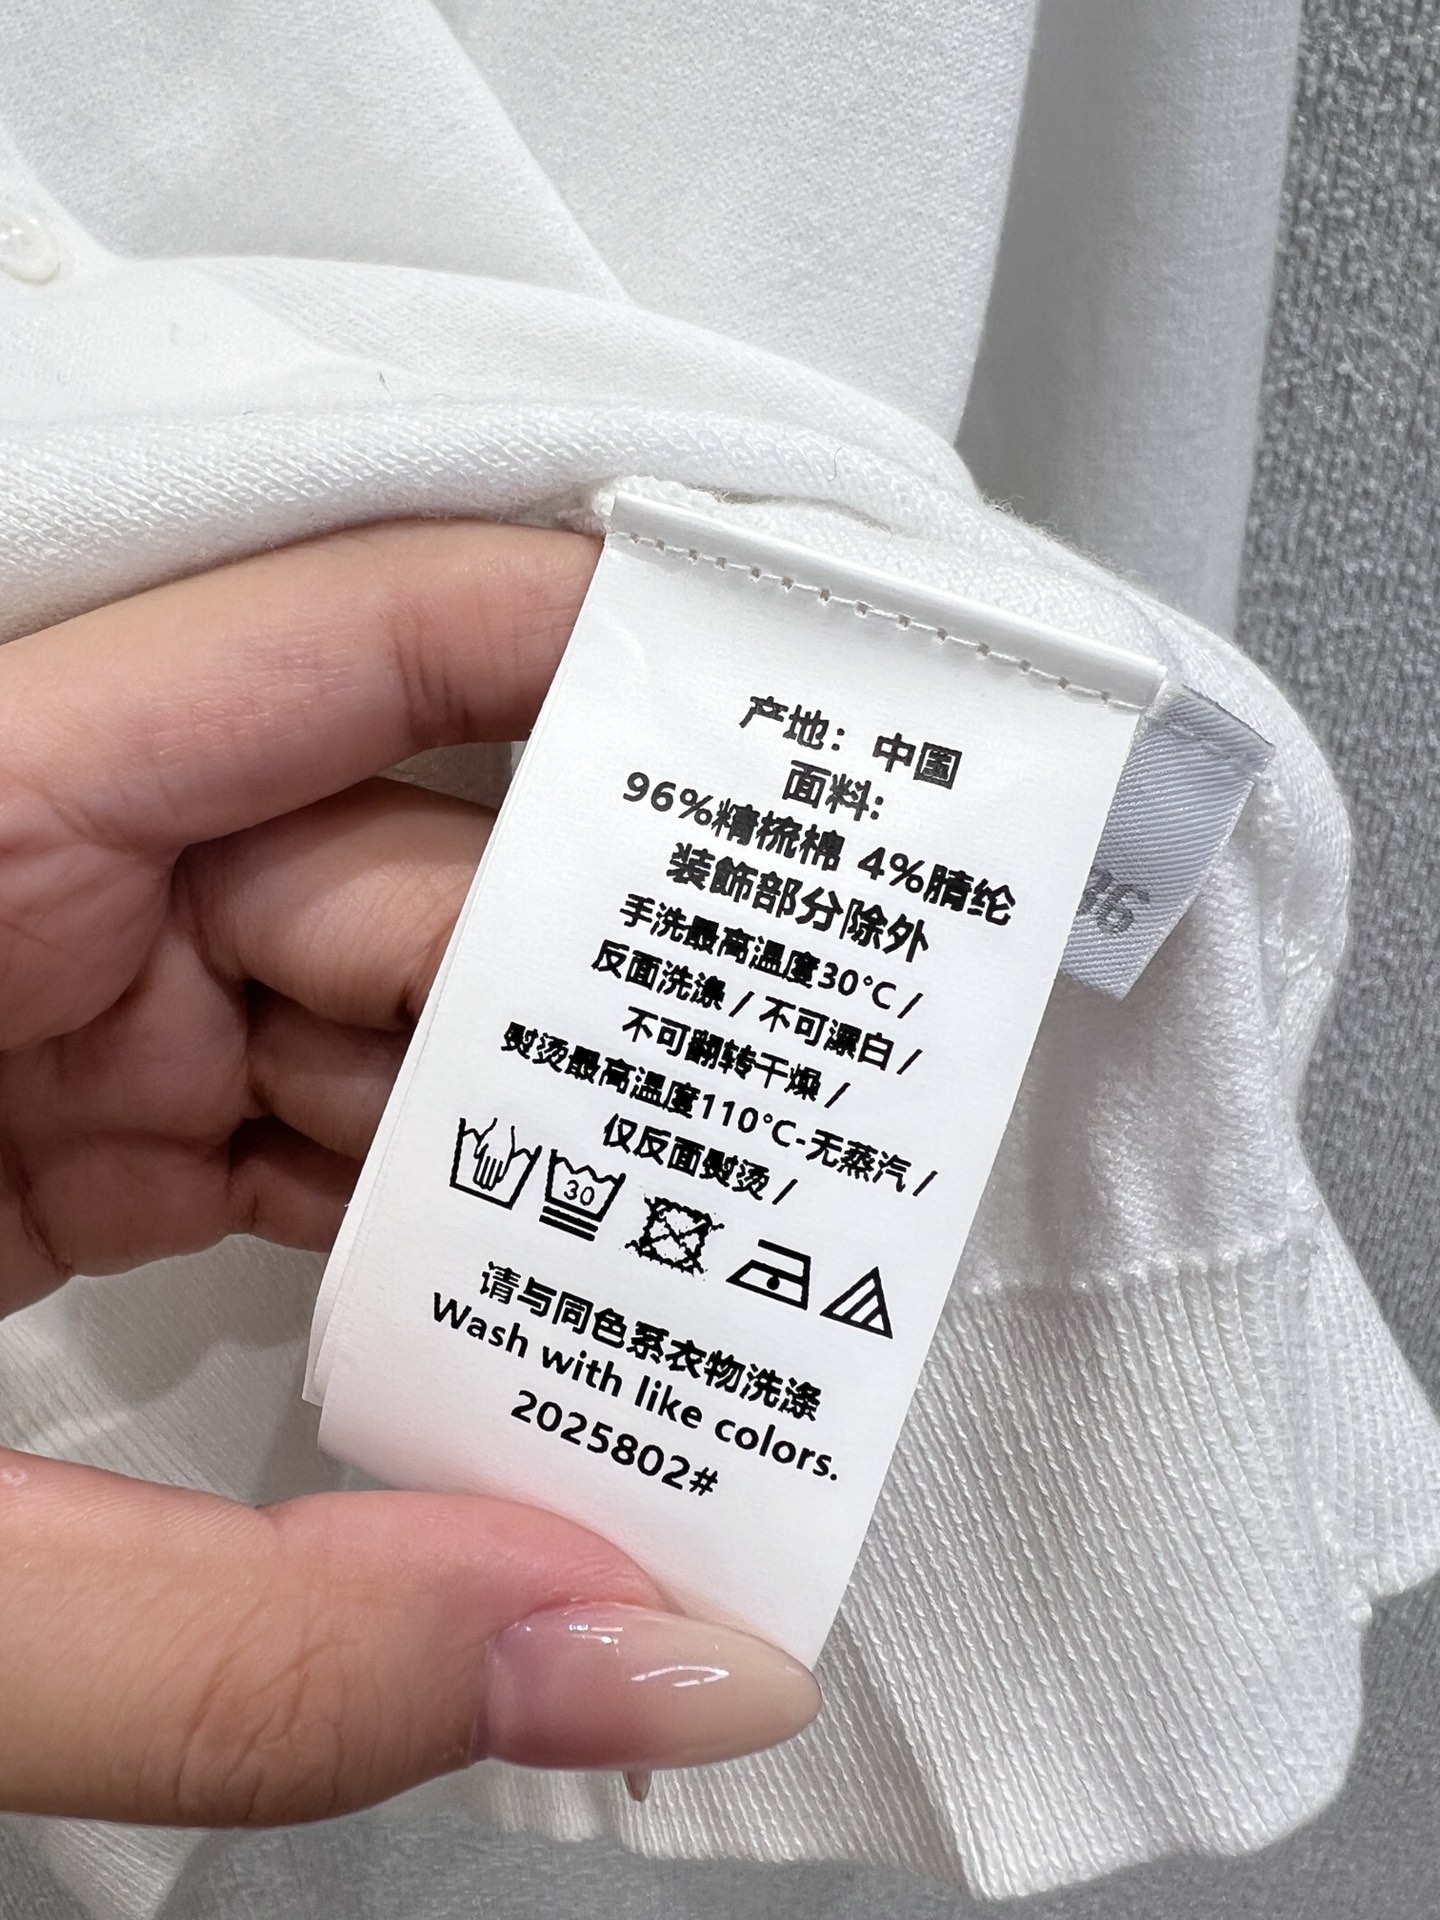 产地：中国
面料：
96%精梳棉 4%腈纶
装饰部分除外
手洗最高温度30°C /
反面洗涤 / 不可漂白 /
不可翻转干燥 /
熨烫最高温度110°C-无蒸汽 /
仅反面熨烫 /
30
请与同色系衣物洗涤
Wash with like colors.
2025802#